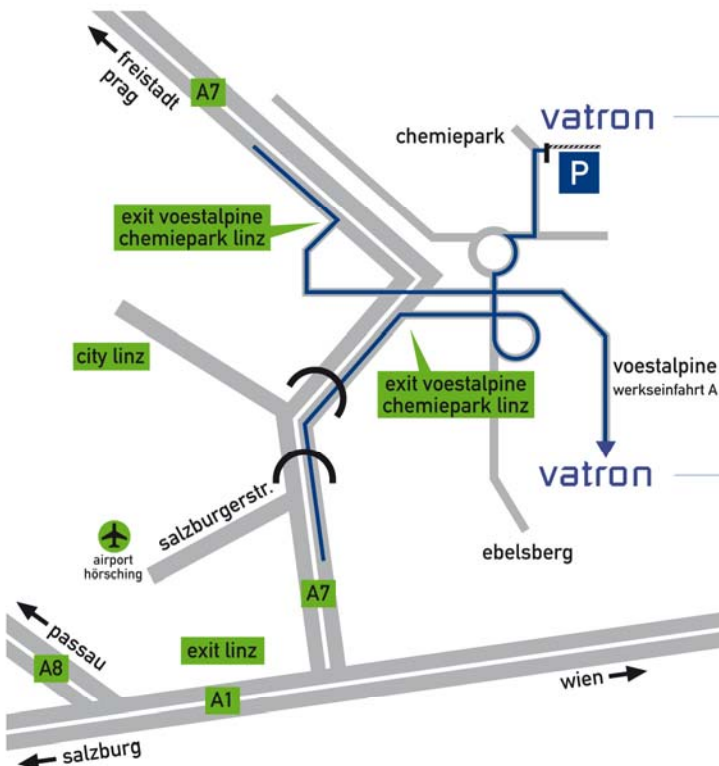 freistadt
prag
A7
chemiepark
vatron
P
exit voestalpine
chemiepark linz
city linz
exit voestalpine
chemiepark linz
voestalpine
werkseinfahrt A
vatron
salzburgerstr.
ebelsberg
airport
hörsching
A7
passau
exit linz
A8
A1
wien
salzburg